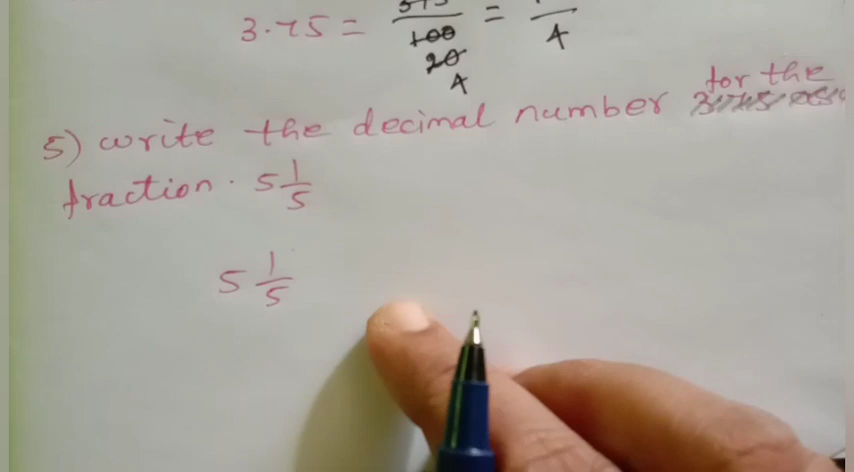 3.75 = 375/100 =
20
4
4
for the
5) write the decimal number
fraction. 5 1/5
5 1/5